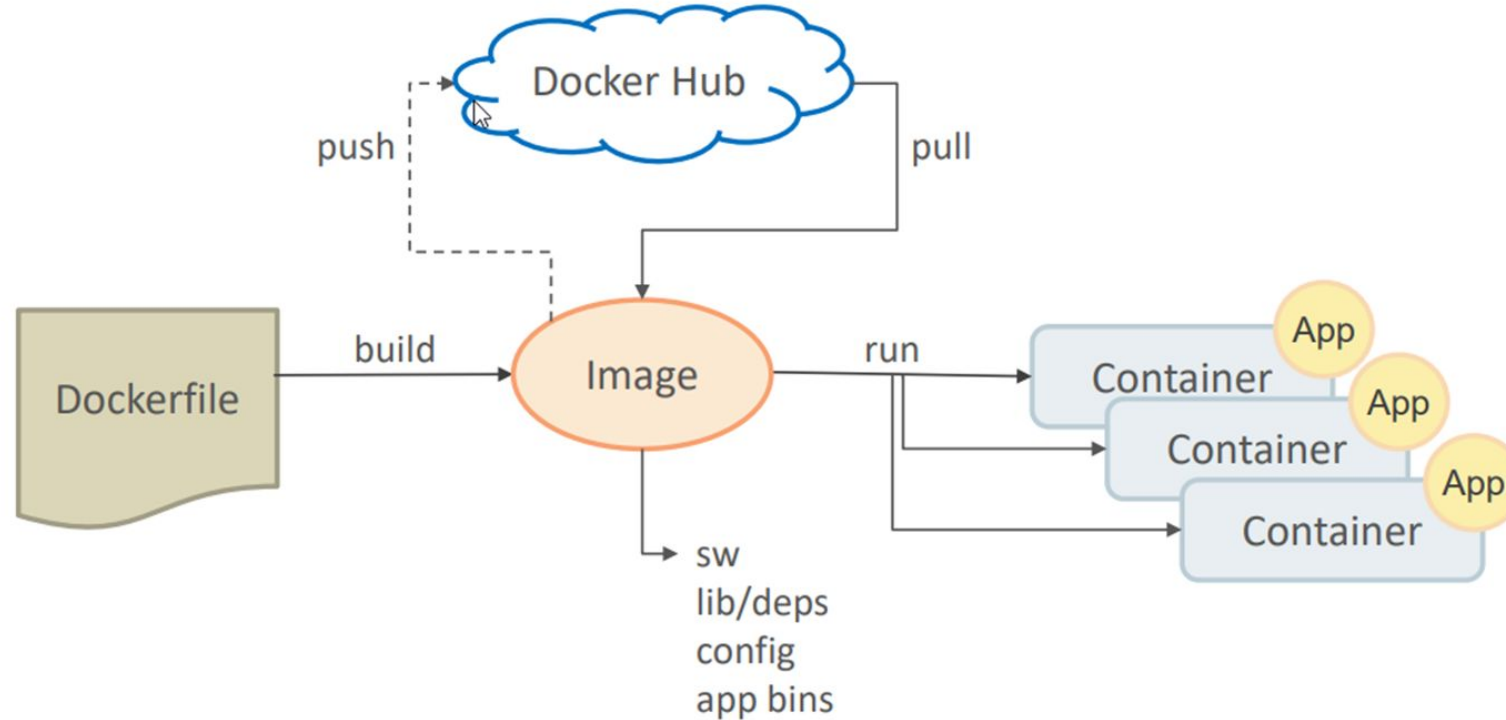 Docker Hub
push
pull
Dockerfile
build
Image
run
Container
App
Container
App
Container
App
sw
lib/deps
config
app bins